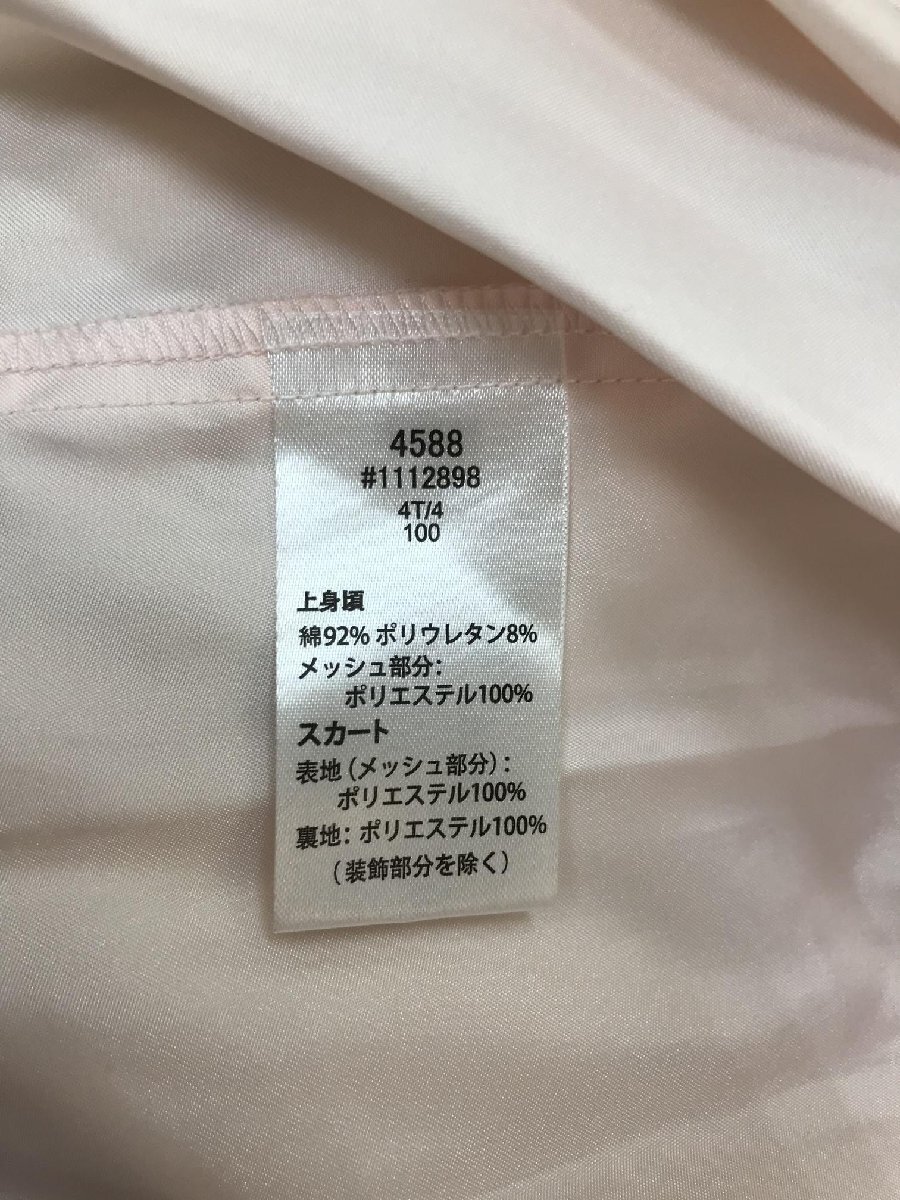 4588
#1112898
4T/4
100
上身頃
綿92% ポリウレタン8%
メッシュ部分:
ポリエステル100%
スカート
表地 (メッシュ部分) :
ポリエステル100%
裏地: ポリエステル100%
(装飾部分を除く)